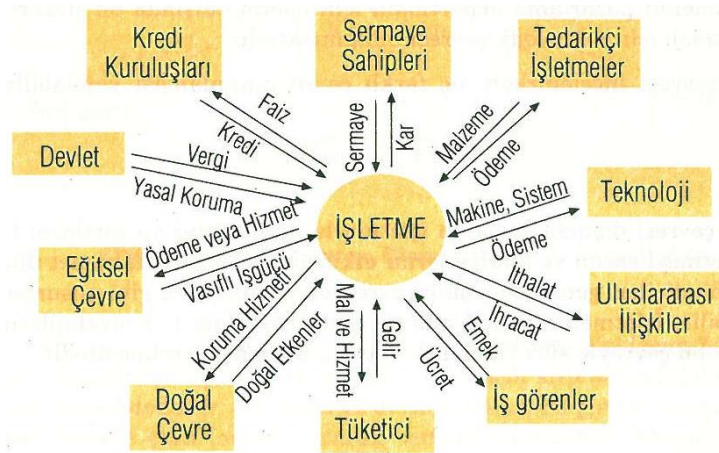 Kredi
Kuruluşları
Sermaye
Sahipleri
Tedarikçi
İşletmeler
Faiz
Kredi
Sermaye
Kar
Malzeme
Ödeme
Devlet
Vergi
Yasal Koruma
Teknoloji
Makine, Sistem
Ödeme
İŞLETME
Eğitsel
Çevre
Ödeme veya Hizmet
Vasıflı İşgücü
İthalat
İhracat
Uluslararası
İlişkiler
Koruma Hizmeti
Doğal Etkenler
Mal ve Hizmet
Gelir
Emek
Ücret
Doğal
Çevre
Tüketici
İş görenler